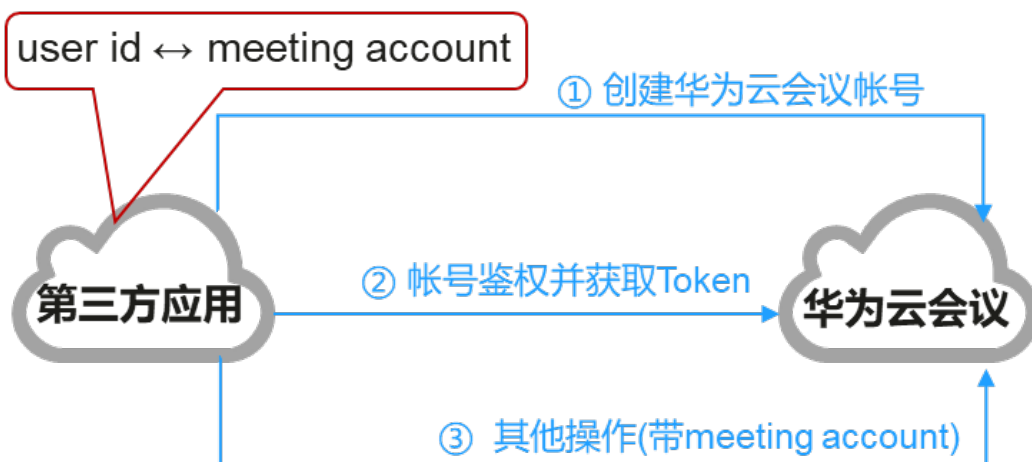 user id ↔ meeting account
① 创建华为云会议帐号
② 帐号鉴权并获取Token
第三方应用
华为云会议
③ 其他操作(带meeting account)